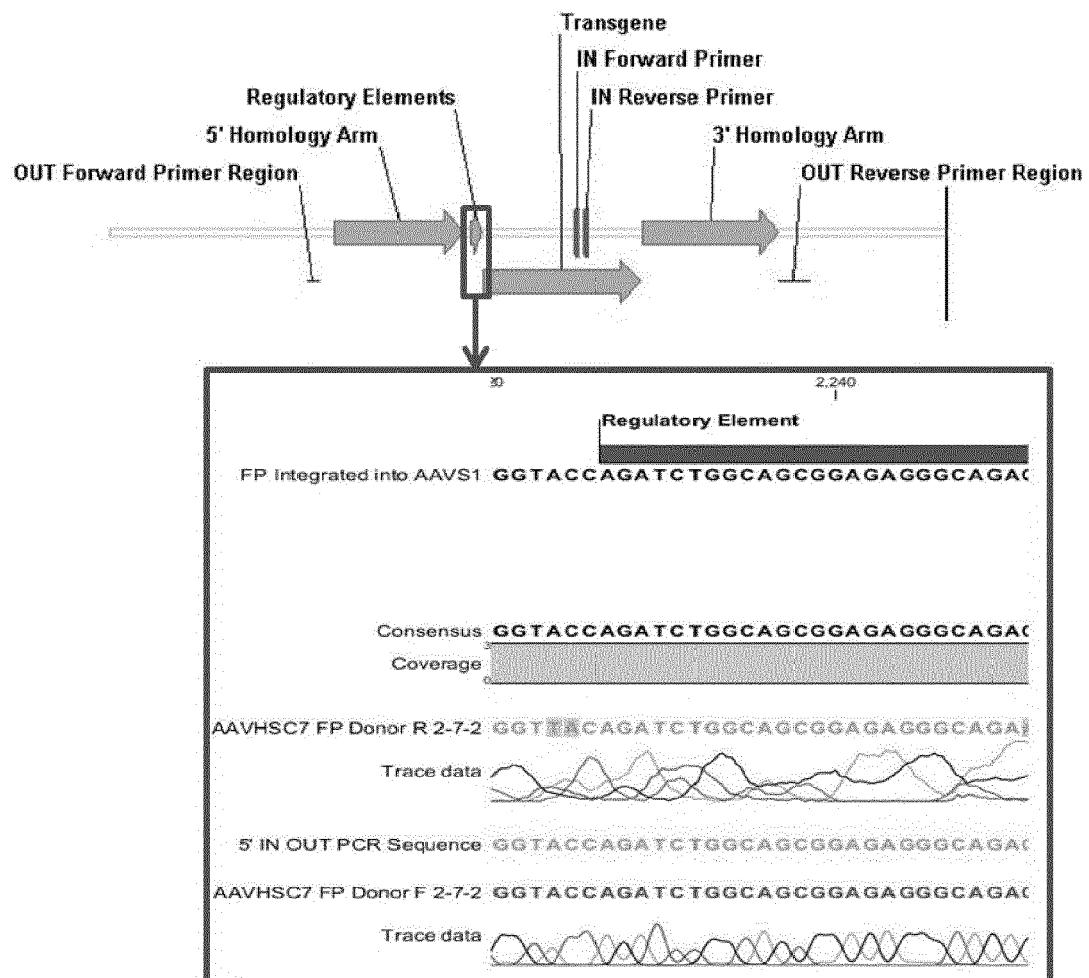 Transgene
IN Forward Primer
Regulatory Elements
IN Reverse Primer
5' Homology Arm
3' Homology Arm
OUT Forward Primer Region
OUT Reverse Primer Region
2,240
Regulatory Element
FP Integrated into AAVS1 GGTACCAGATCTGGCAGCGGAGAGGGCAGA
Consensus GGTACCAGATCTGGCAGCGGAGAGGGCAGA
3
Coverage
0
AAVHSC7 FP Donor R 2-7-2 GGTTACAGATCTGGCAGCGGAGAGGGCAGA
Trace data
5' IN OUT PCR Sequence GGTACCAGATCTGGCAGCGGAGAGGGCAGA
AAVHSC7 FP Donor F 2-7-2 GGTACCAGATCTGGCAGCGGAGAGGGCAGA
Trace data